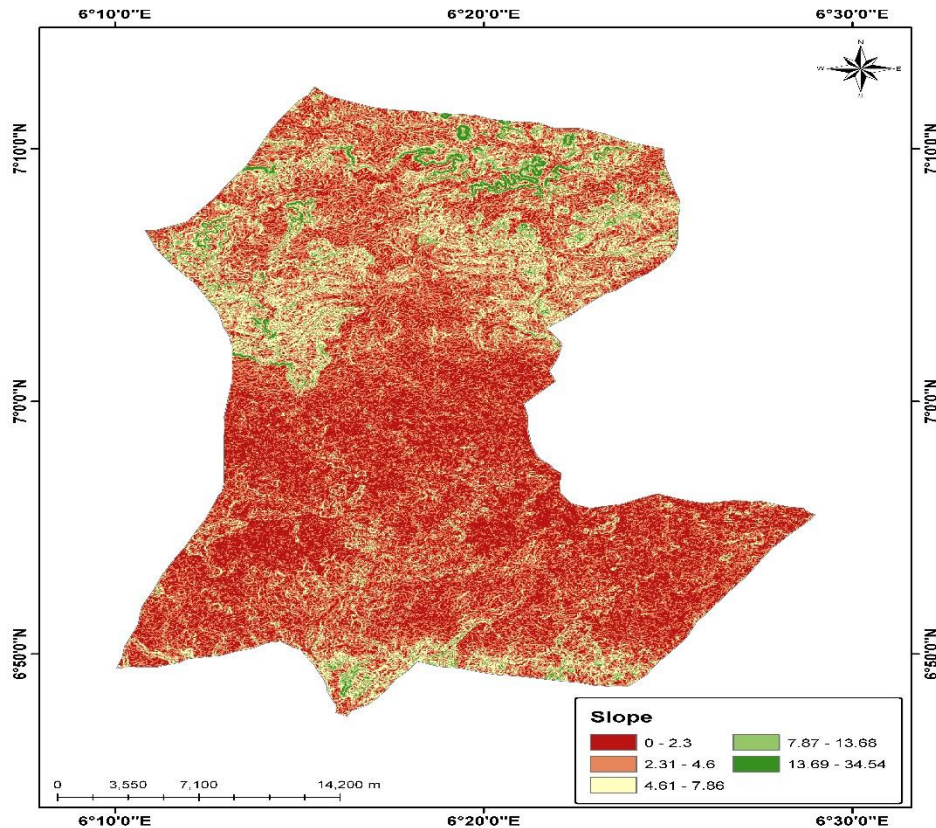 6°10'0"E 6°20'0"E 6°30'0"E
N
W E
N
7°10'0"N 7°10'0"N
7°0'0"N 7°0'0"N
6°50'0"N 6°50'0"N
Slope
0 - 2.3 7.87 - 13.68
2.31 - 4.6 13.69 - 34.54
4.61 - 7.86
0 3,550 7,100 14,200 m
6°10'0"E 6°20'0"E 6°30'0"E